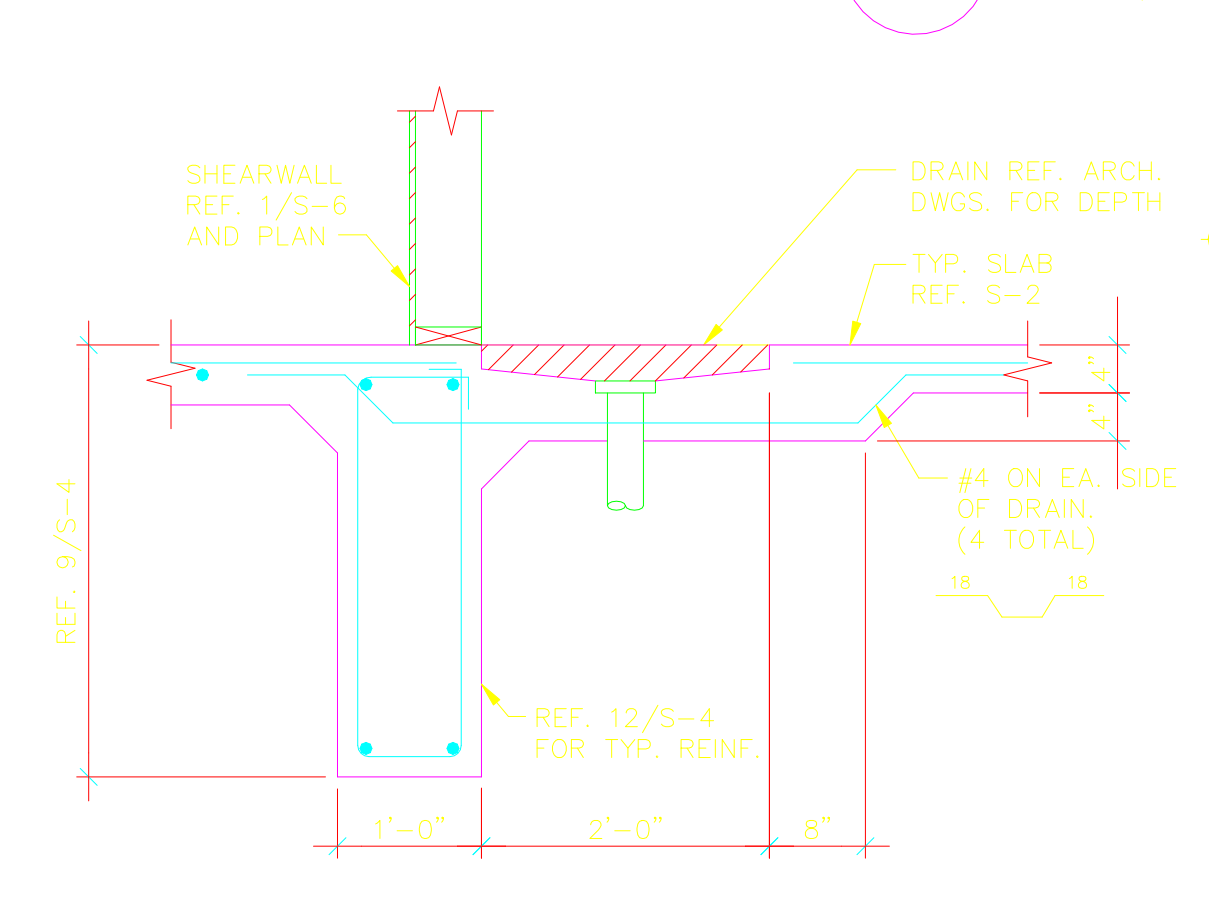 SHEARWALL
REF. 1/S-6
AND PLAN
DRAIN REF. ARCH.
DWGS. FOR DEPTH
TYP. SLAB
REF. S-2
4"
4"
#4 ON EA. SIDE
OF DRAIN.
(4 TOTAL)
18 18
REF. 9/S-4
REF. 12/S-4
FOR TYP. REINF.
1'-0" 2'-0" 8"